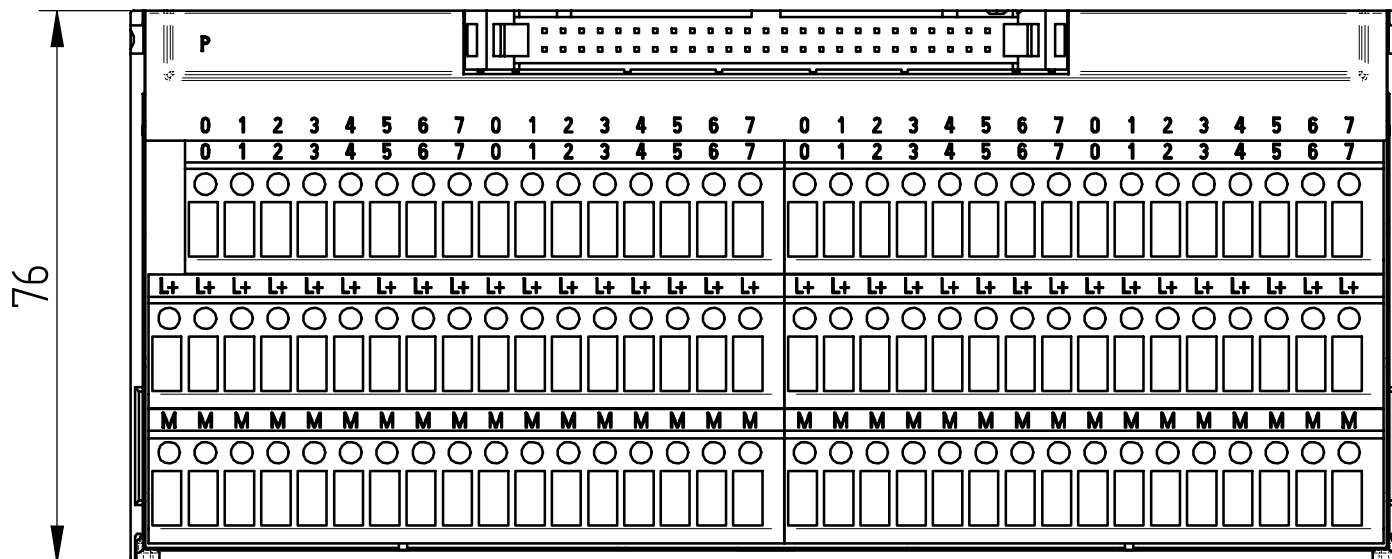 P
0 1 2 3 4 5 6 7 0 1 2 3 4 5 6 7 0 1 2 3 4 5 6 7 0 1 2 3 4 5 6 7
0 1 2 3 4 5 6 7 0 1 2 3 4 5 6 7 0 1 2 3 4 5 6 7 0 1 2 3 4 5 6 7
76
L+ L+ L+ L+ L+ L+ L+ L+ L+ L+ L+ L+ L+ L+ L+ L+ L+ L+ L+ L+ L+ L+ L+ L+ L+ L+ L+ L+ L+ L+ L+ L+ L+
M M M M M M M M M M M M M M M M M M M M M M M M M M M M M M M M M